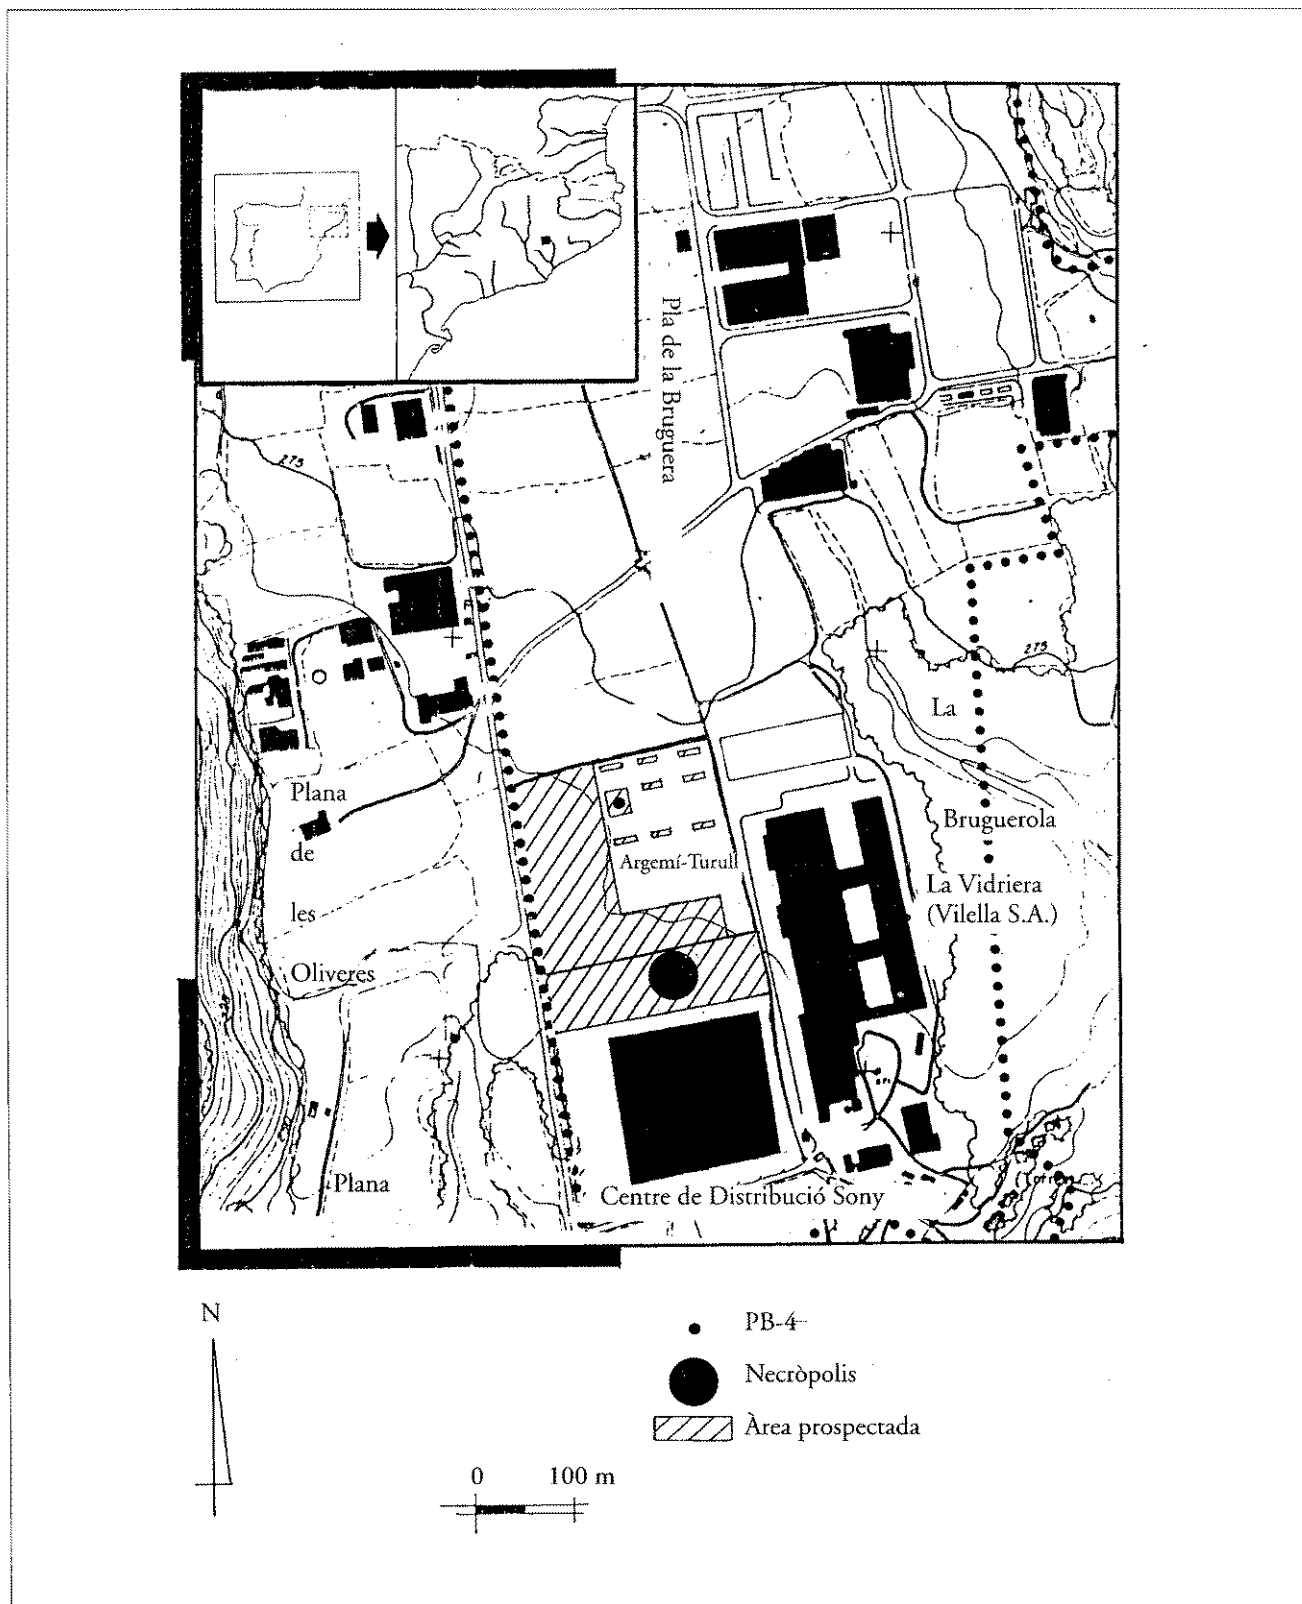 Pla de la Bruguera
275
275
La
Plana
de
les
Oliveres
Bruguerola
Argemí-Turull
La Vidriera
(Vilella S.A.)
Plana
Centre de Distribució Sony
N
PB-4
Necròpolis
Àrea prospectada
0 100 m